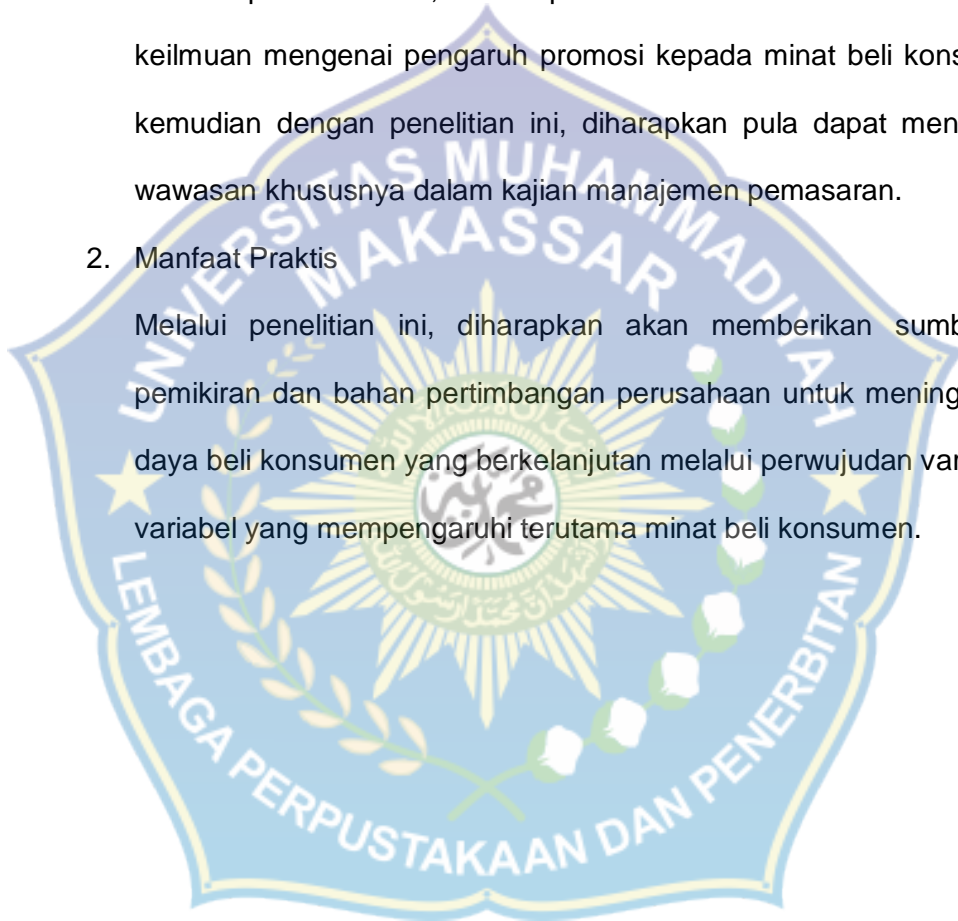 keilmuan mengenai pengaruh promosi kepada minat beli kons
kemudian dengan penelitian ini, diharapkan pula dapat men
wawasan khususnya dalam kajian manajemen pemasaran.
2. Manfaat Praktis
Melalui penelitian ini, diharapkan akan memberikan sumb
pemikiran dan bahan pertimbangan perusahaan untuk mening
daya beli konsumen yang berkelanjutan melalui perwujudan var
variabel yang mempengaruhi terutama minat beli konsumen.
UNIVERSITAS MUHAMMADIYAH
MAKASSAR
LEMBAGA PERPUSTAKAAN DAN PENERBITAN